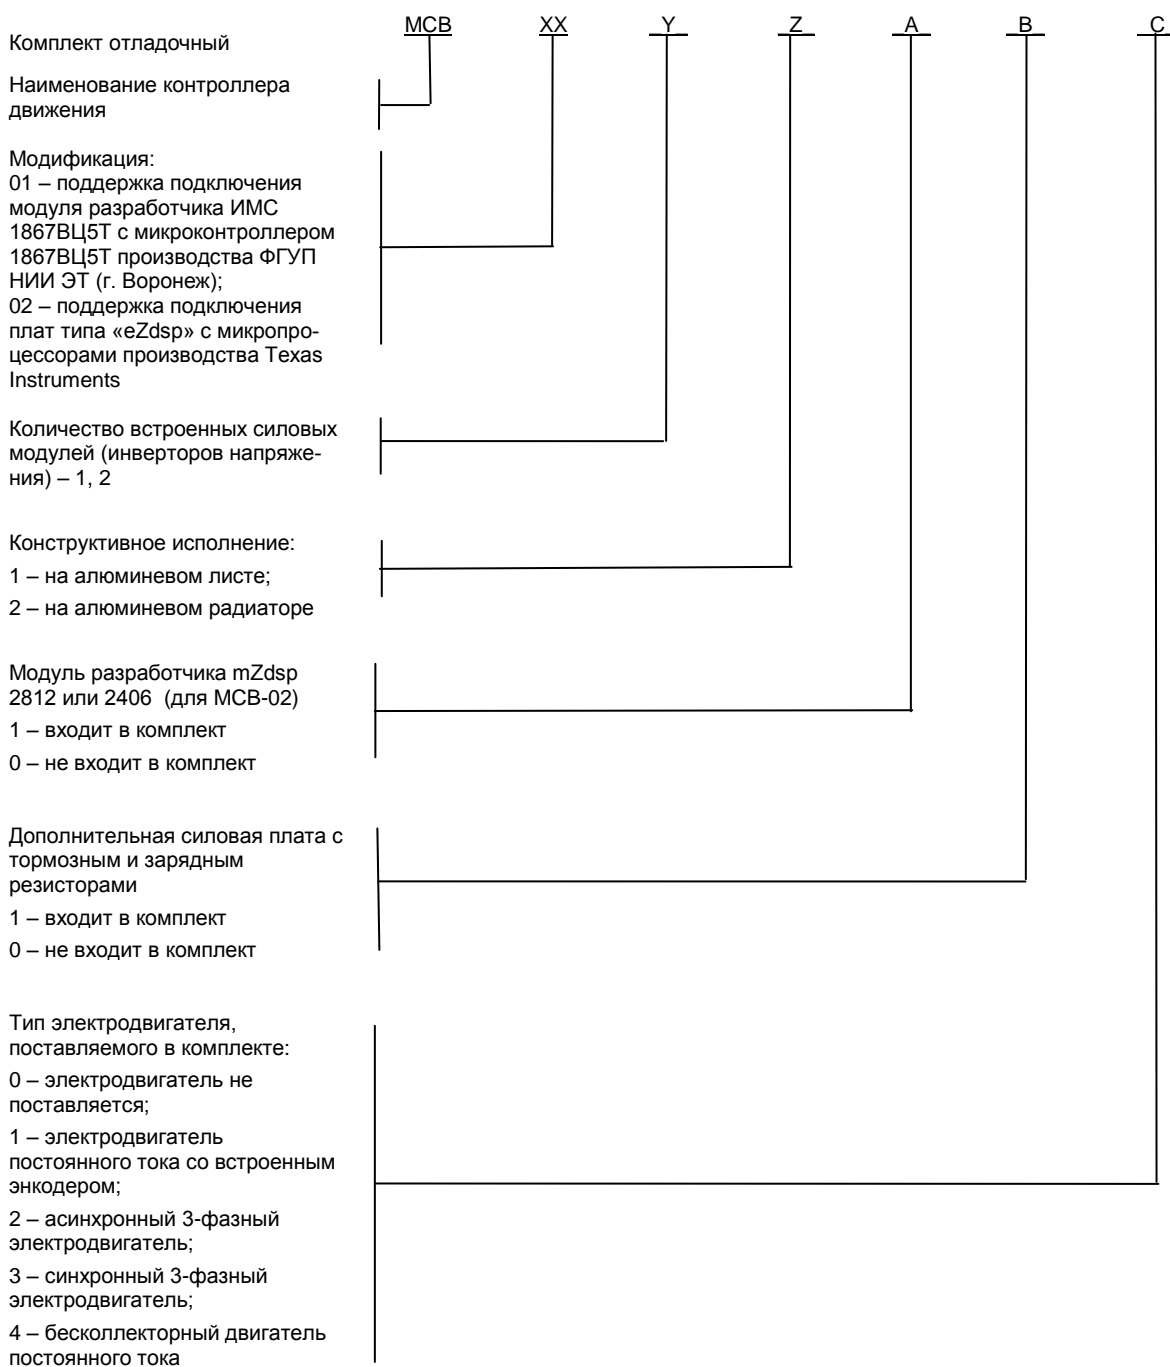 МСВ XX _Y_ _Z_ _A_ _B_ _C_
Комплект отладочный
Наименование контроллера
движения
Модификация:
01 – поддержка подключения
модуля разработчика ИМС
1867ВЦ5Т с микроконтроллером
1867ВЦ5Т производства ФГУП
НИИ ЭТ (г. Воронеж);
02 – поддержка подключения
плат типа «eZdsp» с микропро-
цессорами производства Texas
Instruments
Количество встроенных силовых
модулей (инверторов напряже-
ния) – 1, 2
Конструктивное исполнение:
1 – на алюминевом листе;
2 – на алюминевом радиаторе
Модуль разработчика mZdsp
2812 или 2406 (для МСВ-02)
1 – входит в комплект
0 – не входит в комплект
Дополнительная силовая плата с
тормозным и зарядным
резисторами
1 – входит в комплект
0 – не входит в комплект
Тип электродвигателя,
поставляемого в комплекте:
0 – электродвигатель не
поставляется;
1 – электродвигатель
постоянного тока со встроенным
энкодером;
2 – асинхронный 3-фазный
электродвигатель;
3 – синхронный 3-фазный
электродвигатель;
4 – бесколлекторный двигатель
постоянного тока